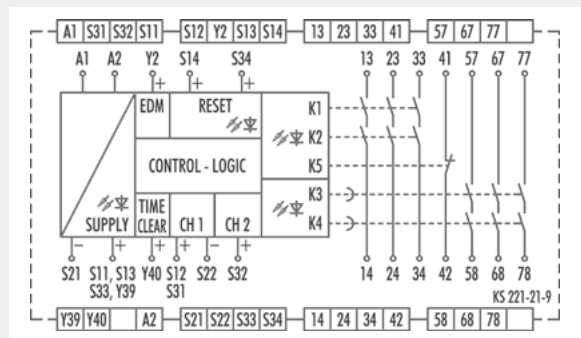 A1 S31 S32 S11 S12 Y2 S13 S14 13 23 33 41 57 67 77
A1 A2 Y2 S14 S34 13 23 33 41 57 67 77
+ + +
EDM RESET K1
K2
CONTROL - LOGIC K5
K3
SUPPLY TIME CLEAR CH 1 CH 2 K4
− + + + − +
S21 S11, S13 Y40 S12 S22 S32 14 24 34 42 58 68 78
S33, Y39 S31
KS 221-21-9
Y39 Y40 A2 S21 S22 S33 S34 14 24 34 42 58 68 78